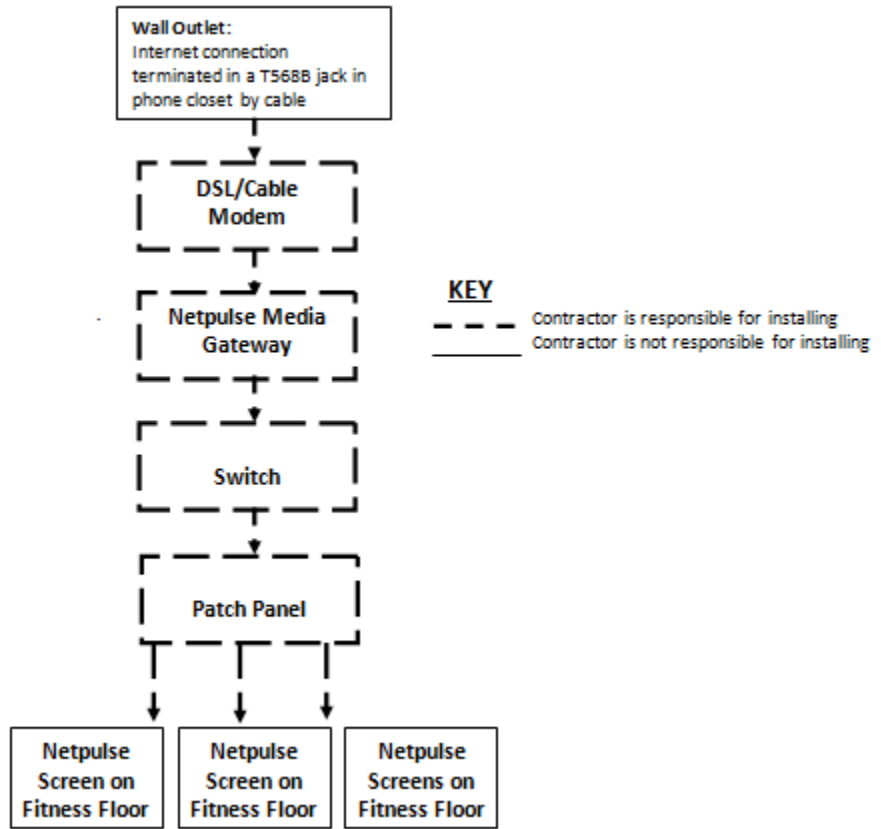 Wall Outlet:
Internet connection
terminated in a T568B jack in
phone closet by cable
DSL/Cable
Modem
Netpulse Media
Gateway
KEY
Contractor is responsible for installing
Contractor is not responsible for installing
Switch
Patch Panel
Netpulse
Screen on
Fitness Floor
Netpulse
Screen on
Fitness Floor
Netpulse
Screens on
Fitness Floor